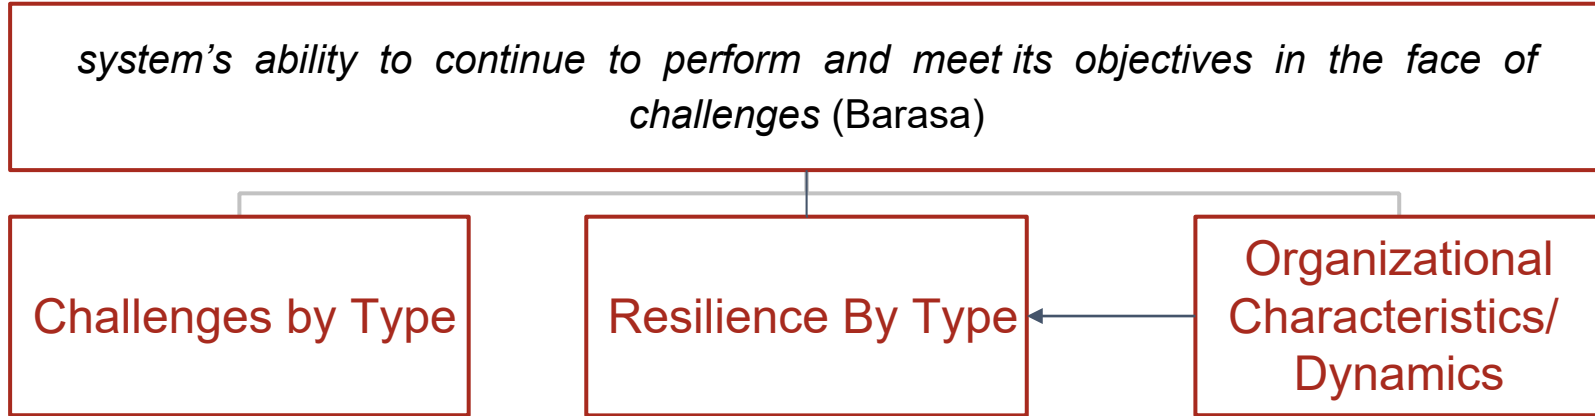 system’s ability to continue to perform and meet its objectives in the face of
challenges (Barasa)
Challenges by Type
Resilience By Type
Organizational
Characteristics/
Dynamics